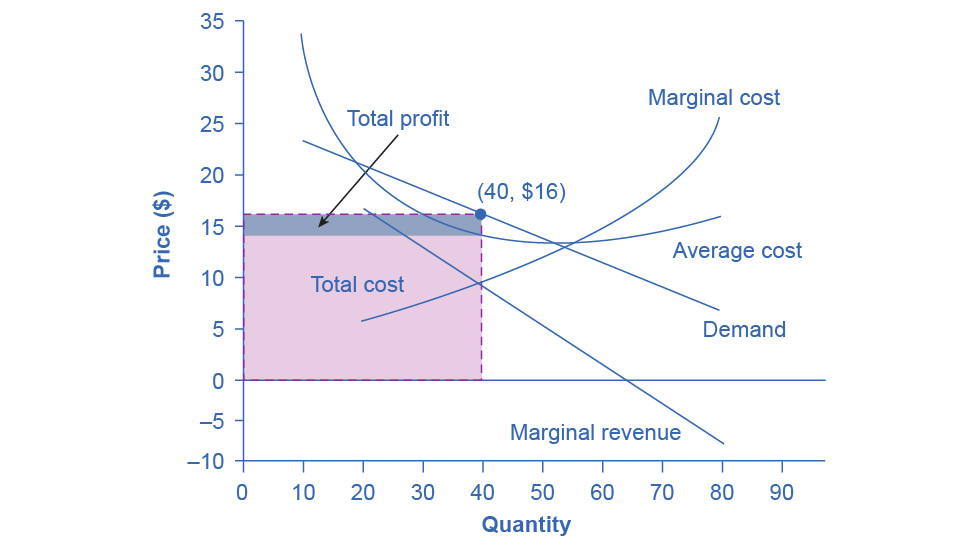 35
30
25
20
15
10
5
0
–5
–10
Price ($)
Total profit
Marginal cost
(40, $16)
Average cost
Total cost
Demand
Marginal revenue
0 10 20 30 40 50 60 70 80 90
Quantity